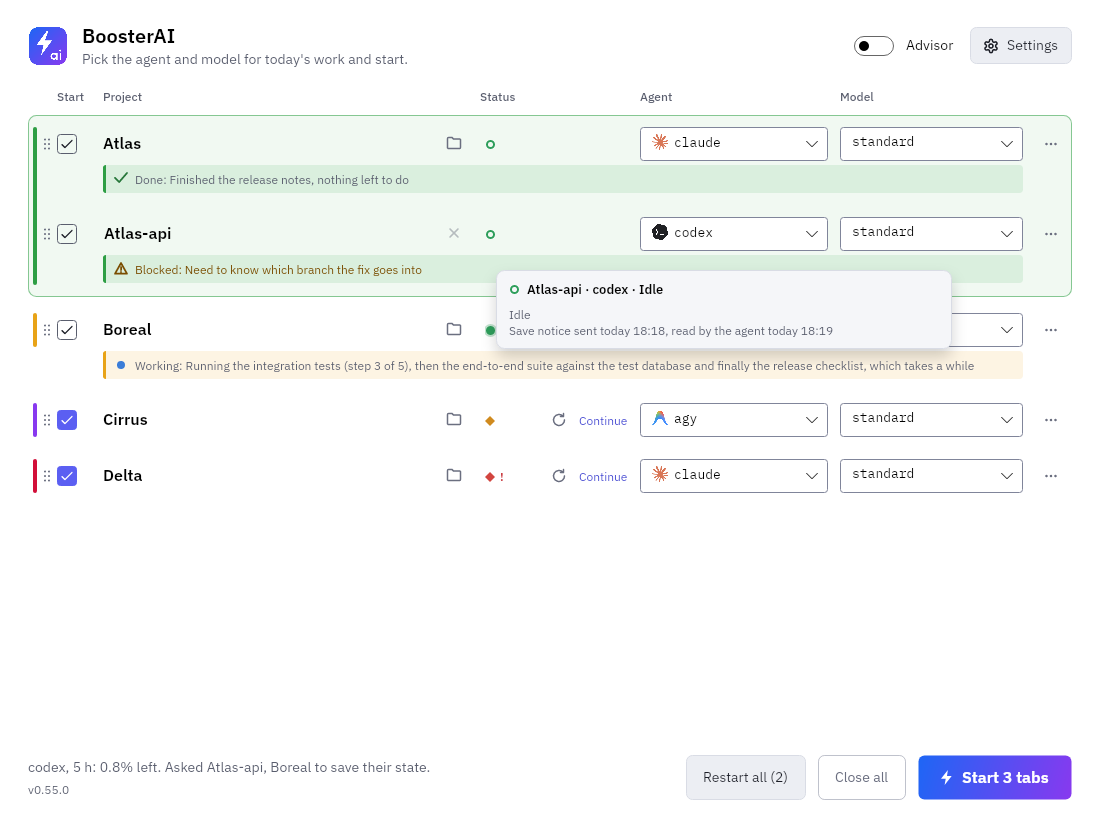 ai
BoosterAI
Pick the agent and model for today's work and start.
Advisor
Settings
Start Project Status Agent Model
Atlas claude standard
Done: Finished the release notes, nothing left to do
Atlas-api codex standard
Blocked: Need to know which branch the fix goes into
Atlas-api · codex · Idle
Idle
Save notice sent today 18:18, read by the agent today 18:19
Boreal
Working: Running the integration tests (step 3 of 5), then the end-to-end suite against the test database and finally the release checklist, which takes a while
Cirrus Continue agy standard
Delta ! Continue claude standard
codex, 5 h: 0.8% left. Asked Atlas-api, Boreal to save their state.
v0.55.0
Restart all (2)
Close all
Start 3 tabs